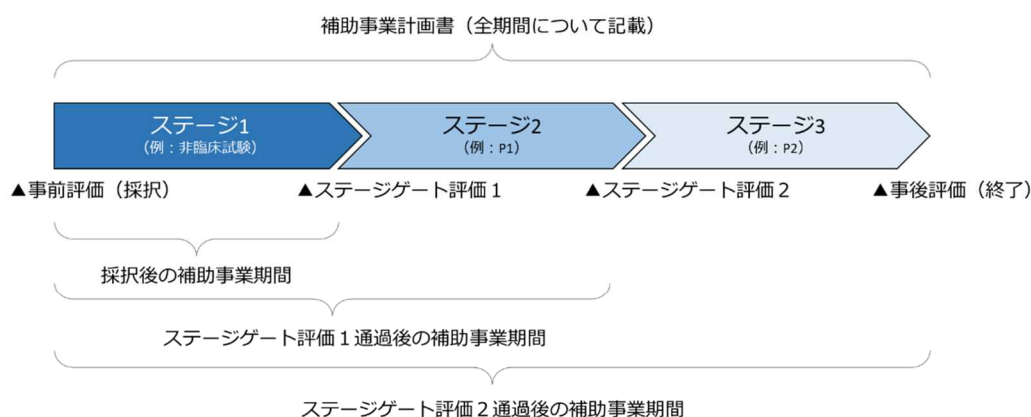 補助事業計画書（全期間について記載）
ステージ1
（例：非臨床試験）
ステージ2
（例：P1）
ステージ3
（例：P2）
▲事前評価（採択）
▲ステージゲート評価１
▲ステージゲート評価２
▲事後評価（終了）
採択後の補助事業期間
ステージゲート評価１通過後の補助事業期間
ステージゲート評価２通過後の補助事業期間